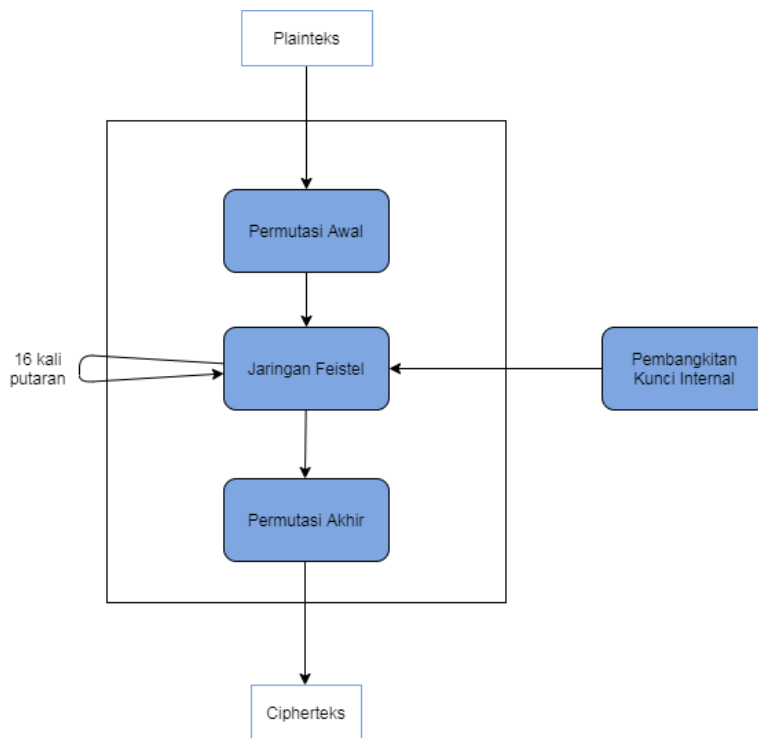 Plainteks
Permutasi Awal
16 kali
putaran
Jaringan Feistel
Pembangkitan
Kunci Internal
Permutasi Akhir
Cipherteks